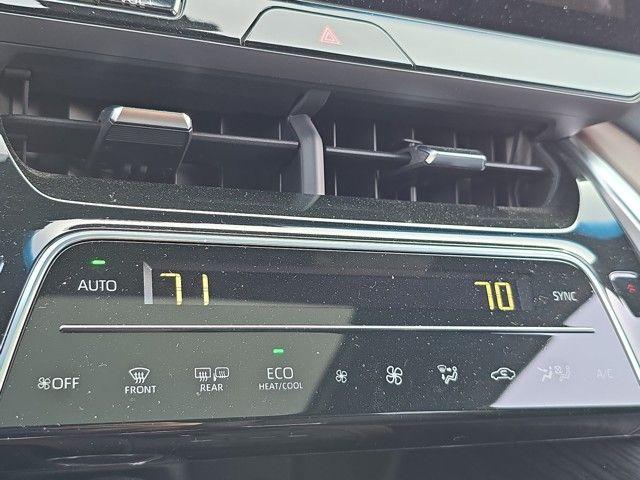 AUTO 71 70 SYNC
OFF FRONT REAR ECO HEAT/COOL A/C